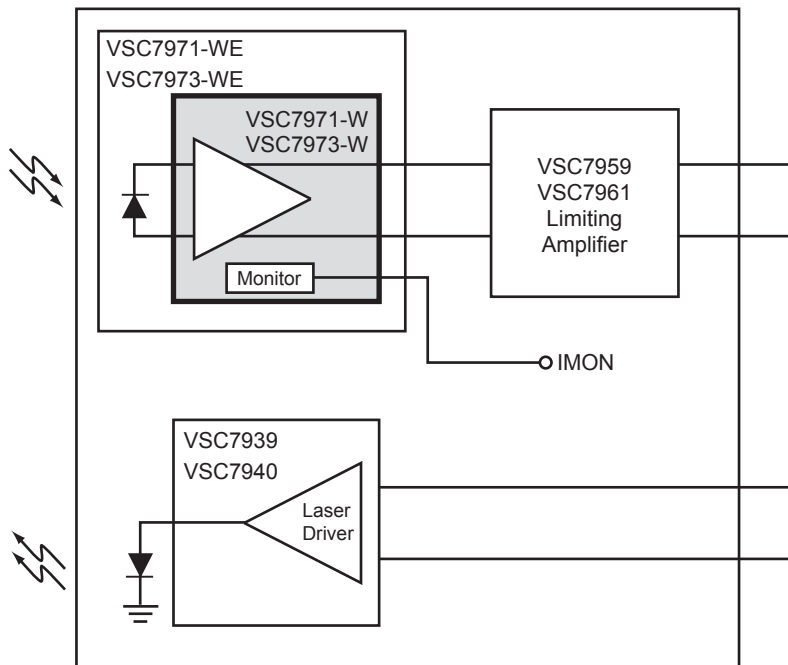 VSC7971-WE
VSC7973-WE
VSC7971-W
VSC7973-W
Monitor
VSC7959
VSC7961
Limiting
Amplifier
IMON
VSC7939
VSC7940
Laser
Driver